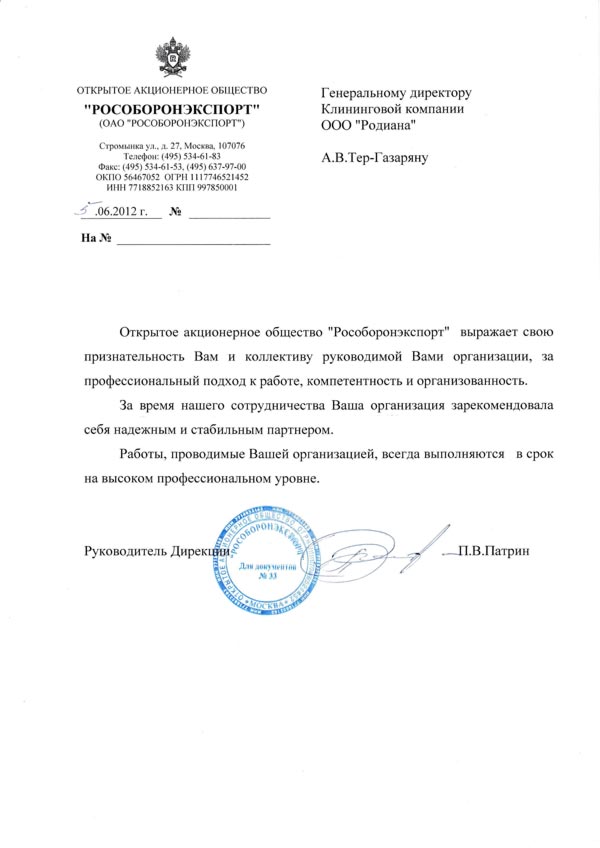 ОТКРЫТОЕ АКЦИОНЕРНОЕ ОБЩЕСТВО
"РОСОБОРОНЭКСПОРТ"
(ОАО "РОСОБОРОНЭКСПОРТ")
Стромынка ул., д. 27, Москва, 107076
Телефон: (495) 534-61-83
Факс: (495) 534-61-53, (495) 637-97-00
ОКПО 56467052 ОГРН 1117746521452
ИНН 7718852163 КПП 997850001
5 .06.2012 г. №
На №
Генеральному директору
Клининговой компании
ООО "Родиана"
А.В.Тер-Газаряну
Открытое акционерное общество "Рособоронэкспорт" выражает свою
признательность Вам и коллективу руководимой Вами организации, за
профессиональный подход к работе, компетентность и организованность.
За время нашего сотрудничества Ваша организация зарекомендовала
себя надежным и стабильным партнером.
Работы, проводимые Вашей организацией, всегда выполняются в срок
на высоком профессиональном уровне.
Руководитель Дирекции
П.В.Патрин
"РОСОБОРОНЭКСПОРТ"
Для документов
№ 33
МОСКВА
ОТКРЫТОЕ АКЦИОНЕРНОЕ ОБЩЕСТВО